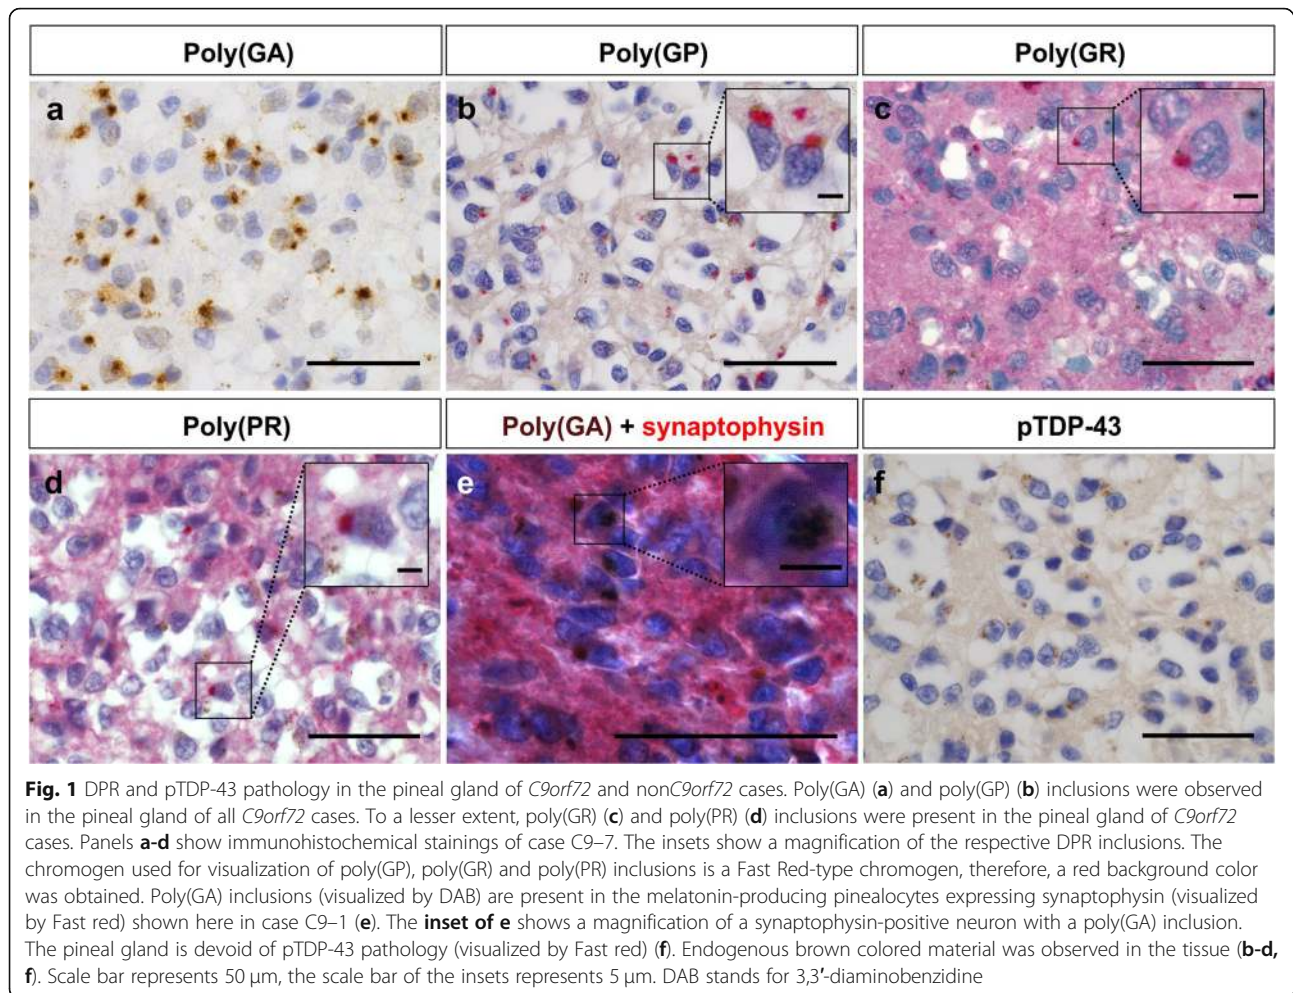 Poly(GA) Poly(GP) Poly(GR)
a b c
Poly(PR) Poly(GA) + synaptophysin pTDP-43
d e f
Fig. 1 DPR and pTDP-43 pathology in the pineal gland of C9orf72 and nonC9orf72 cases. Poly(GA) (a) and poly(GP) (b) inclusions were observed
in the pineal gland of all C9orf72 cases. To a lesser extent, poly(GR) (c) and poly(PR) (d) inclusions were present in the pineal gland of C9orf72
cases. Panels a-d show immunohistochemical stainings of case C9–7. The insets show a magnification of the respective DPR inclusions. The
chromogen used for visualization of poly(GP), poly(GR) and poly(PR) inclusions is a Fast Red-type chromogen, therefore, a red background color
was obtained. Poly(GA) inclusions (visualized by DAB) are present in the melatonin-producing pinealocytes expressing synaptophysin (visualized
by Fast red) shown here in case C9–1 (e). The inset of e shows a magnification of a synaptophysin-positive neuron with a poly(GA) inclusion.
The pineal gland is devoid of pTDP-43 pathology (visualized by Fast red) (f). Endogenous brown colored material was observed in the tissue (b-d,
f). Scale bar represents 50 μm, the scale bar of the insets represents 5 μm. DAB stands for 3,3′-diaminobenzidine